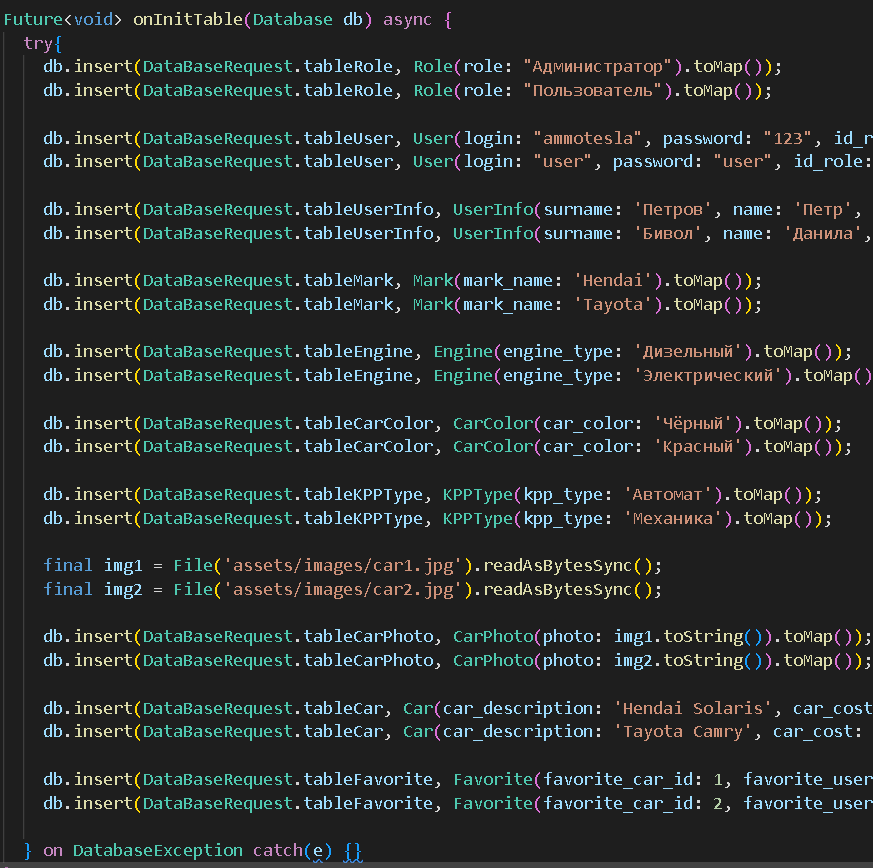 Future<void> onInitTable(Database db) async {
try{
db.insert(DataBaseRequest.tableRole, Role(role: "Администратор").toMap());
db.insert(DataBaseRequest.tableRole, Role(role: "Пользователь").toMap());
db.insert(DataBaseRequest.tableUser, User(login: "ammotesla", password: "123", id_r
db.insert(DataBaseRequest.tableUser, User(login: "user", password: "user", id_role:
db.insert(DataBaseRequest.tableUserInfo, UserInfo(surname: 'Петров', name: 'Петр',
db.insert(DataBaseRequest.tableUserInfo, UserInfo(surname: 'Бивол', name: 'Данила',
db.insert(DataBaseRequest.tableMark, Mark(mark_name: 'Hendai').toMap());
db.insert(DataBaseRequest.tableMark, Mark(mark_name: 'Tayota').toMap());
db.insert(DataBaseRequest.tableEngine, Engine(engine_type: 'Дизельный').toMap());
db.insert(DataBaseRequest.tableEngine, Engine(engine_type: 'Электрический').toMap()
db.insert(DataBaseRequest.tableCarColor, CarColor(car_color: 'Чёрный').toMap());
db.insert(DataBaseRequest.tableCarColor, CarColor(car_color: 'Красный').toMap());
db.insert(DataBaseRequest.tableKPPType, KPPType(kpp_type: 'Автомат').toMap());
db.insert(DataBaseRequest.tableKPPType, KPPType(kpp_type: 'Механика').toMap());
final img1 = File('assets/images/car1.jpg').readAsBytesSync();
final img2 = File('assets/images/car2.jpg').readAsBytesSync();
db.insert(DataBaseRequest.tableCarPhoto, CarPhoto(photo: img1.toString()).toMap());
db.insert(DataBaseRequest.tableCarPhoto, CarPhoto(photo: img2.toString()).toMap());
db.insert(DataBaseRequest.tableCar, Car(car_description: 'Hendai Solaris', car_cost
db.insert(DataBaseRequest.tableCar, Car(car_description: 'Tayota Camry', car_cost:
db.insert(DataBaseRequest.tableFavorite, Favorite(favorite_car_id: 1, favorite_user
db.insert(DataBaseRequest.tableFavorite, Favorite(favorite_car_id: 2, favorite_user
} on DatabaseException catch(e) {}